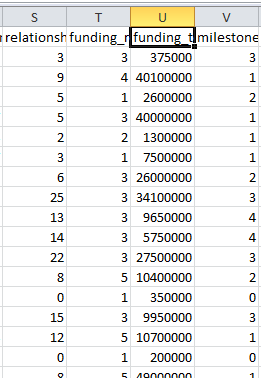 S T U V
relationsh funding_r funding_t milestone
3 3 375000 3
9 4 40100000 1
5 1 2600000 2
5 3 40000000 1
2 2 1300000 1
3 1 7500000 1
6 3 26000000 2
25 3 34100000 3
13 3 9650000 4
14 3 5750000 4
22 3 27500000 3
8 5 10400000 2
0 1 350000 0
15 3 9950000 3
12 5 10700000 1
0 1 200000 0
8 5 49000000 1